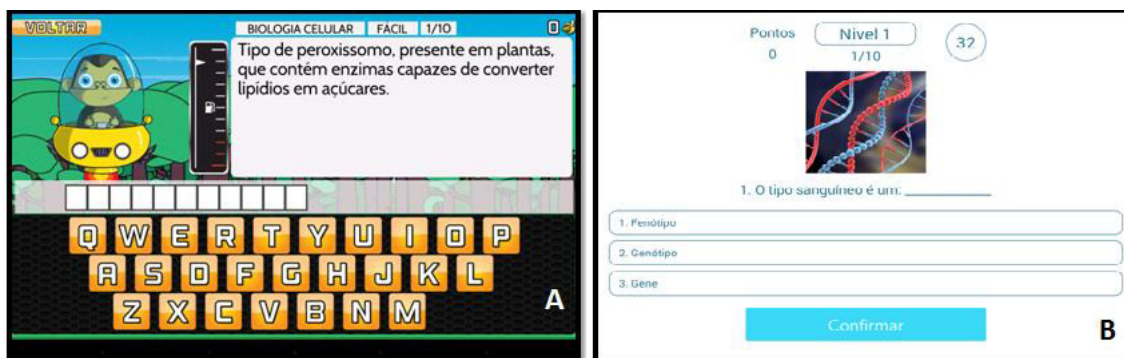 VOLTAR
BIOLOGIA CELULAR FÁCIL 1/10 0
Tipo de peroxissomo, presente em plantas,
que contém enzimas capazes de converter
lipídios em açúcares.
Q W E R T Y U I O P
A S D F G H J K L
Z X C V B N M
A
Pontos Nivel 1 32
0 1/10
1. O tipo sanguíneo é um: ____________
1. Fenótipo
2. Genótipo
3. Gene
Confirmar
B